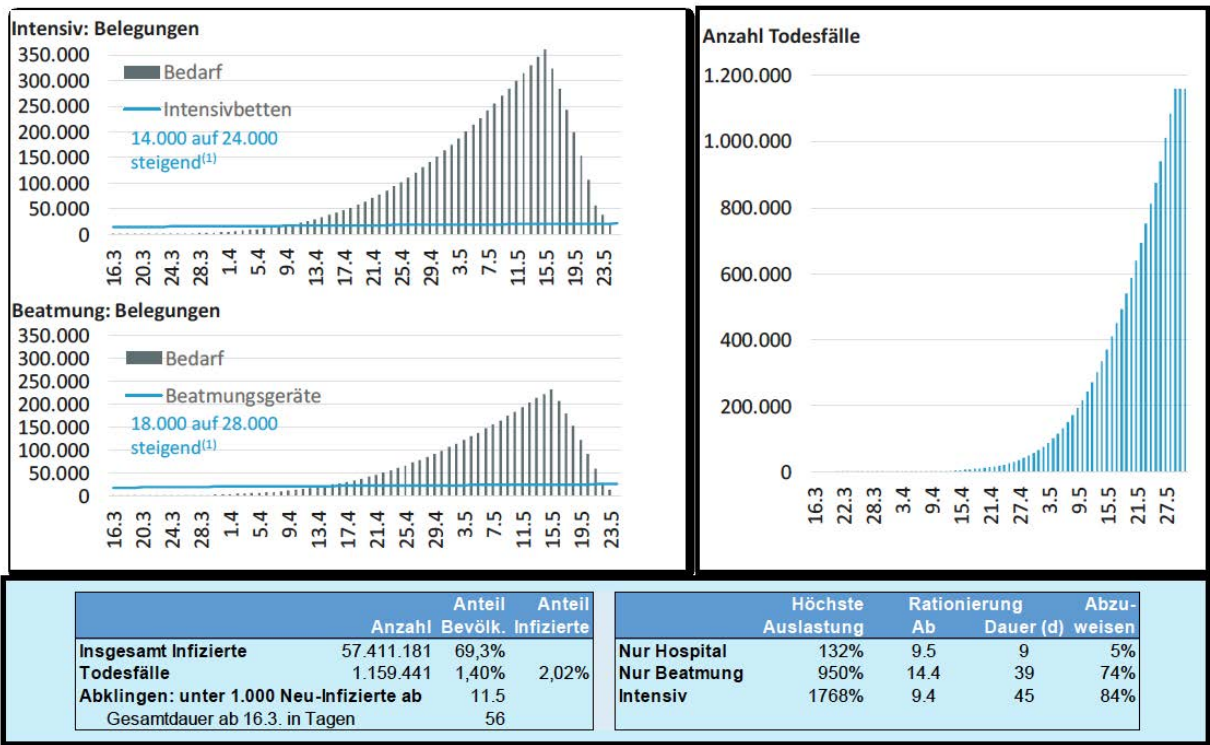 Intensiv: Belegungen
350.000
300.000
250.000
200.000
150.000
100.000
50.000
0
Bedarf
Intensivbetten
14.000 auf 24.000
steigend(1)
16.3 20.3 24.3 28.3 1.4 5.4 9.4 13.4 17.4 21.4 25.4 29.4 3.5 7.5 11.5 15.5 19.5 23.5
Beatmung: Belegungen
350.000
300.000
250.000
200.000
150.000
100.000
50.000
0
Bedarf
Beatmungsgeräte
18.000 auf 28.000
steigend(1)
16.3 20.3 24.3 28.3 1.4 5.4 9.4 13.4 17.4 21.4 25.4 29.4 3.5 7.5 11.5 15.5 19.5 23.5
Anzahl Todesfälle
1.200.000
1.000.000
800.000
600.000
400.000
200.000
0
16.3 22.3 28.3 3.4 9.4 15.4 21.4 27.4 3.5 9.5 15.5 21.5 27.5
Anteil Anteil
Anzahl Bevölk. Infizierte
Insgesamt Infizierte 57.411.181 69,3%
Todesfälle 1.159.441 1,40% 2,02%
Abklingen: unter 1.000 Neu-Infizierte ab 11.5
Gesamtdauer ab 16.3. in Tagen 56
Höchste Rationierung Abzu-
Auslastung Ab Dauer (d) weisen
Nur Hospital 132% 9.5 9 5%
Nur Beatmung 950% 14.4 39 74%
Intensiv 1768% 9.4 45 84%